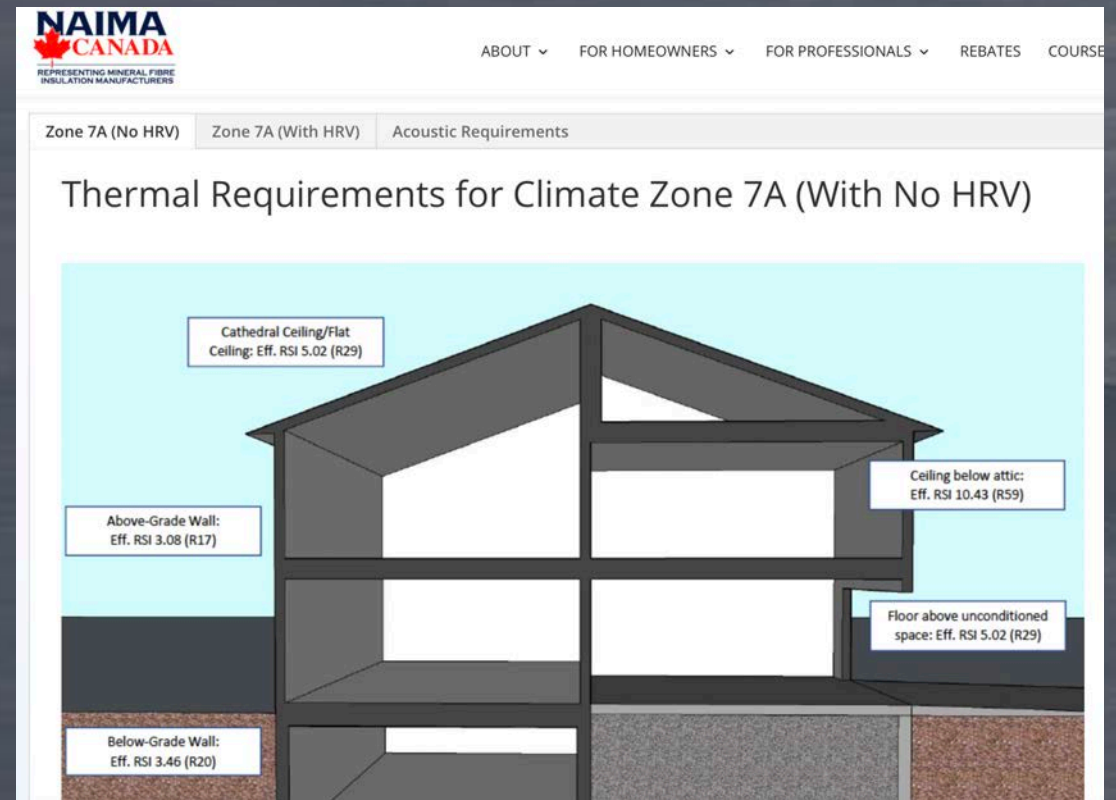 NAIMA
CANADA
REPRESENTING MINERAL FIBRE
INSULATION MANUFACTURERS
ABOUT
FOR HOMEOWNERS
FOR PROFESSIONALS
REBATES
COURSE
Zone 7A (No HRV)
Zone 7A (With HRV)
Acoustic Requirements
Thermal Requirements for Climate Zone 7A (With No HRV)
Cathedral Ceiling/Flat
Ceiling: Eff. RSI 5.02 (R29)
Ceiling below attic:
Eff. RSI 10.43 (R59)
Above-Grade Wall:
Eff. RSI 3.08 (R17)
Floor above unconditioned
space: Eff. RSI 5.02 (R29)
Below-Grade Wall:
Eff. RSI 3.46 (R20)